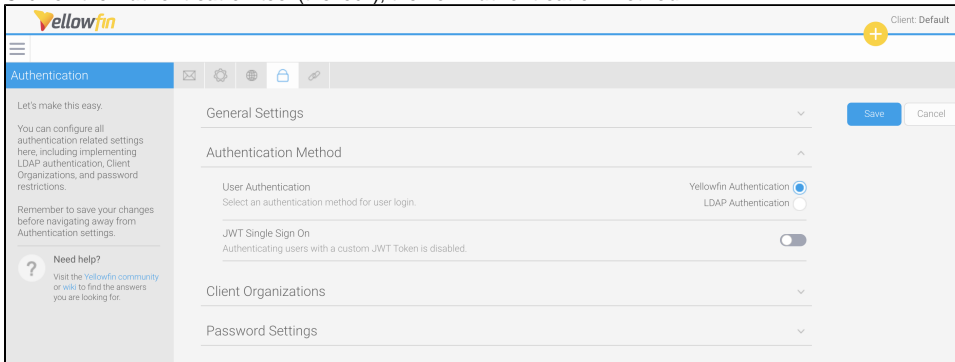 Yellowfin
Client: Default
Authentication
Let's make this easy.
You can configure all
authentication related settings
here, including implementing
LDAP authentication, Client
Organizations, and password
restrictions.
Remember to save your changes
before navigating away from
Authentication settings.
Need help?
Visit the Yellowfin community
or wiki to find the answers
you are looking for.
General Settings
Authentication Method
User Authentication
Select an authentication method for user login.
Yellowfin Authentication
LDAP Authentication
JWT Single Sign On
Authenticating users with a custom JWT Token is disabled.
Client Organizations
Password Settings
Save
Cancel